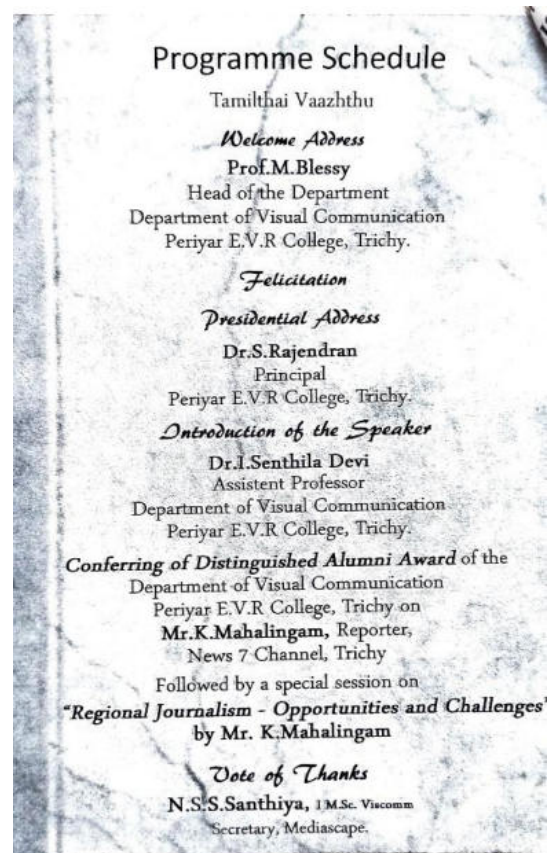 Programme Schedule
Tamilthai Vaazhthu
Welcome Address
Prof.M.Blessy
Head of the Department
Department of Visual Communication
Periyar E.V.R College, Trichy.
Felicitation
Presidential Address
Dr.S.Rajendran
Principal
Periyar E.V.R College, Trichy.
Introduction of the Speaker
Dr.I.Senthila Devi
Assistent Professor
Department of Visual Communication
Periyar E.V.R College, Trichy.
Conferring of Distinguished Alumni Award of the
Department of Visual Communication
Periyar E.V.R College, Trichy on
Mr.K.Mahalingam, Reporter,
News 7 Channel, Trichy
Followed by a special session on
“Regional Journalism - Opportunities and Challenges”
by Mr. K.Mahalingam
Vote of Thanks
N.S.S.Santhiya, I M.Sc. Viscomm
Secretary, Mediascape.